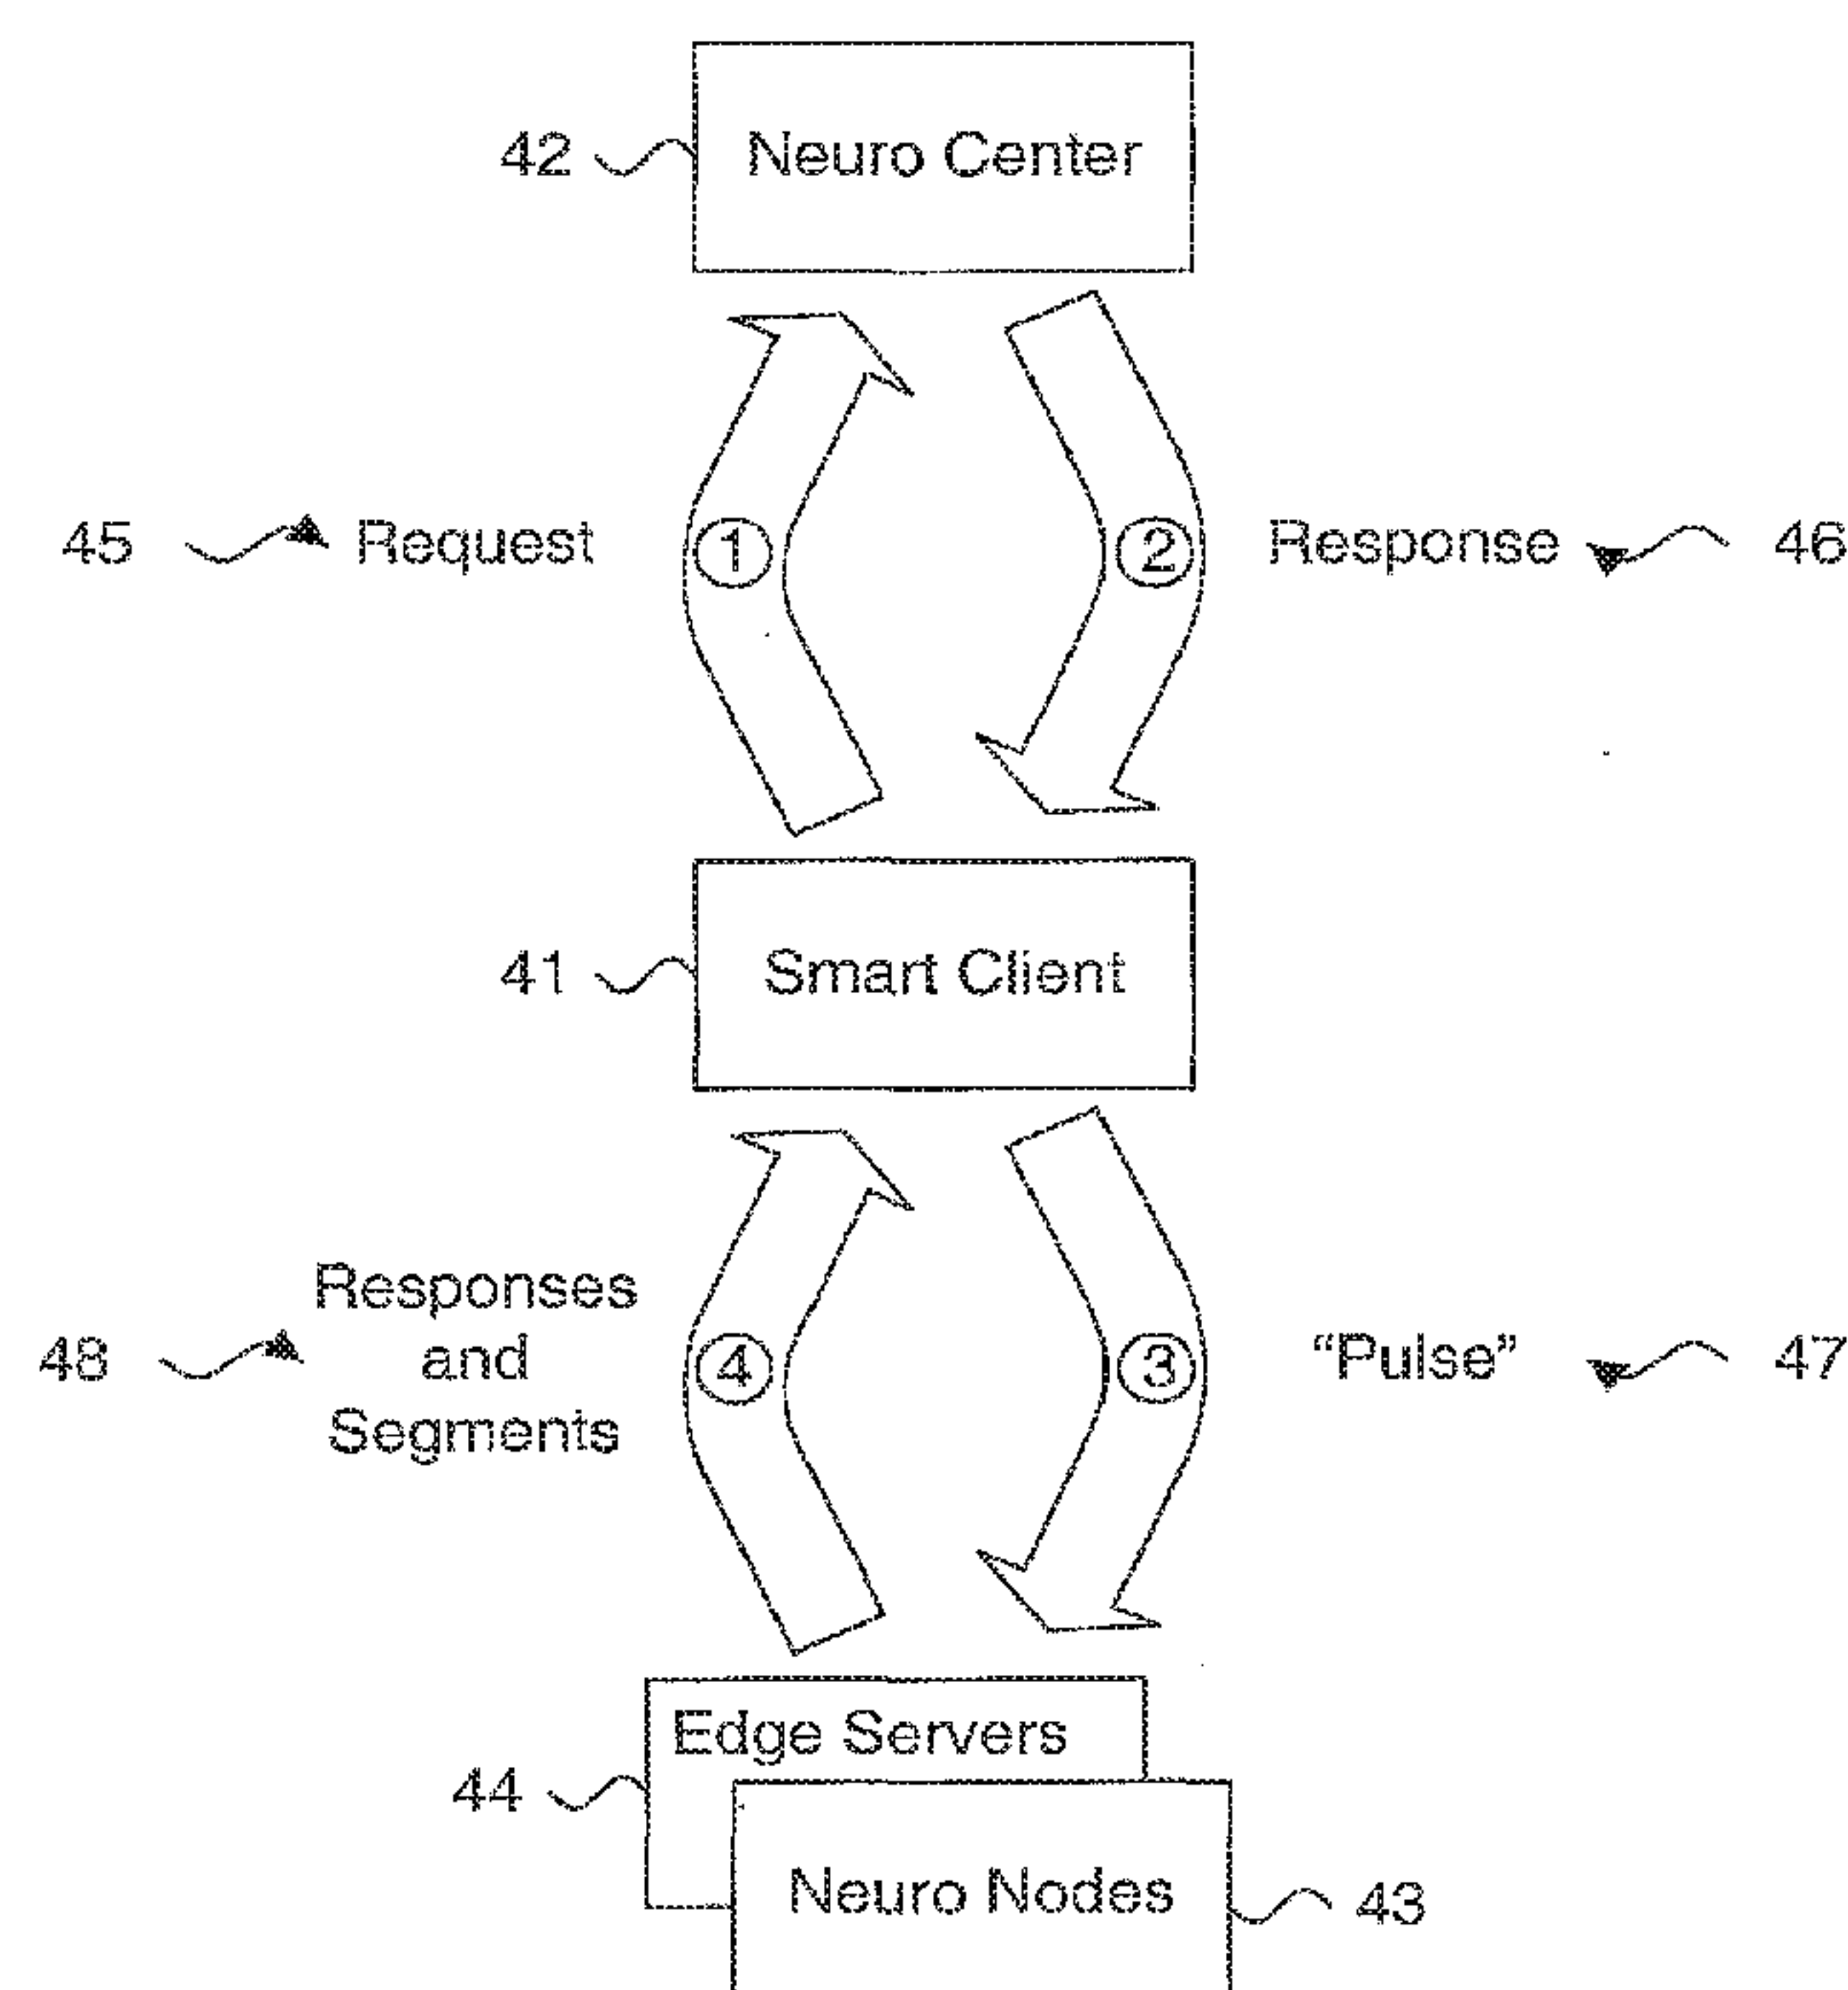 42 Neuro Center
45 Request 1 2 Response 46
41 Smart Client
Responses
48 and 4 3 “Pulse” 47
Segments
Edge Servers
44
Neuro Nodes 43